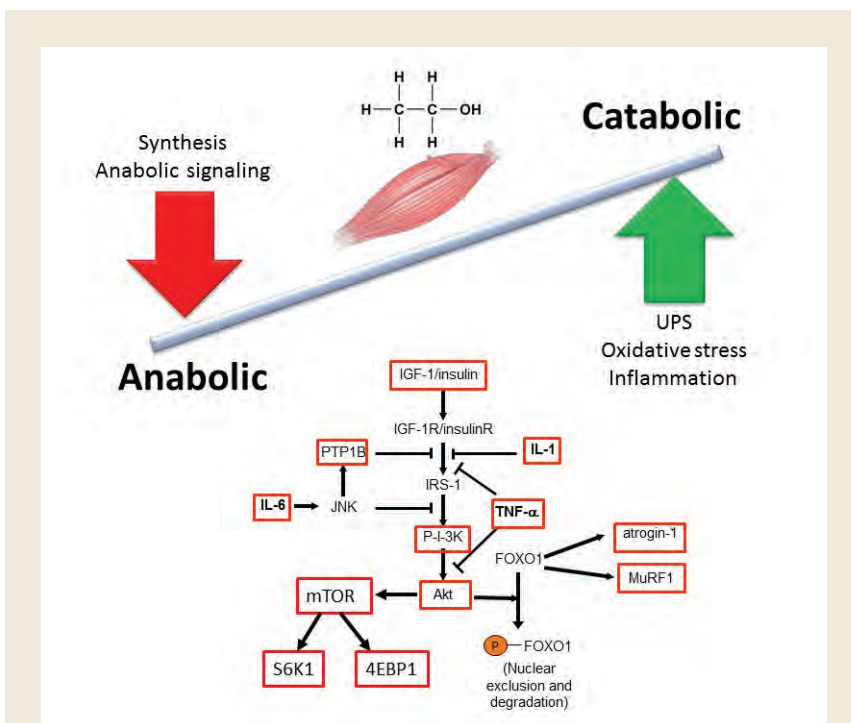 H H
H—C—C—OH
H H
Synthesis
Anabolic signaling
Catabolic
Anabolic
UPS
Oxidative stress
Inflammation
IGF-1/insulin
IGF-1R/insulinR
PTP1B
IL-1
IRS-1
IL-6
JNK
TNF-α
P-I-3K
FOXO1
atrogin-1
MuRF1
mTOR
Akt
S6K1
4EBP1
P—FOXO1
(Nuclear
exclusion and
degradation)